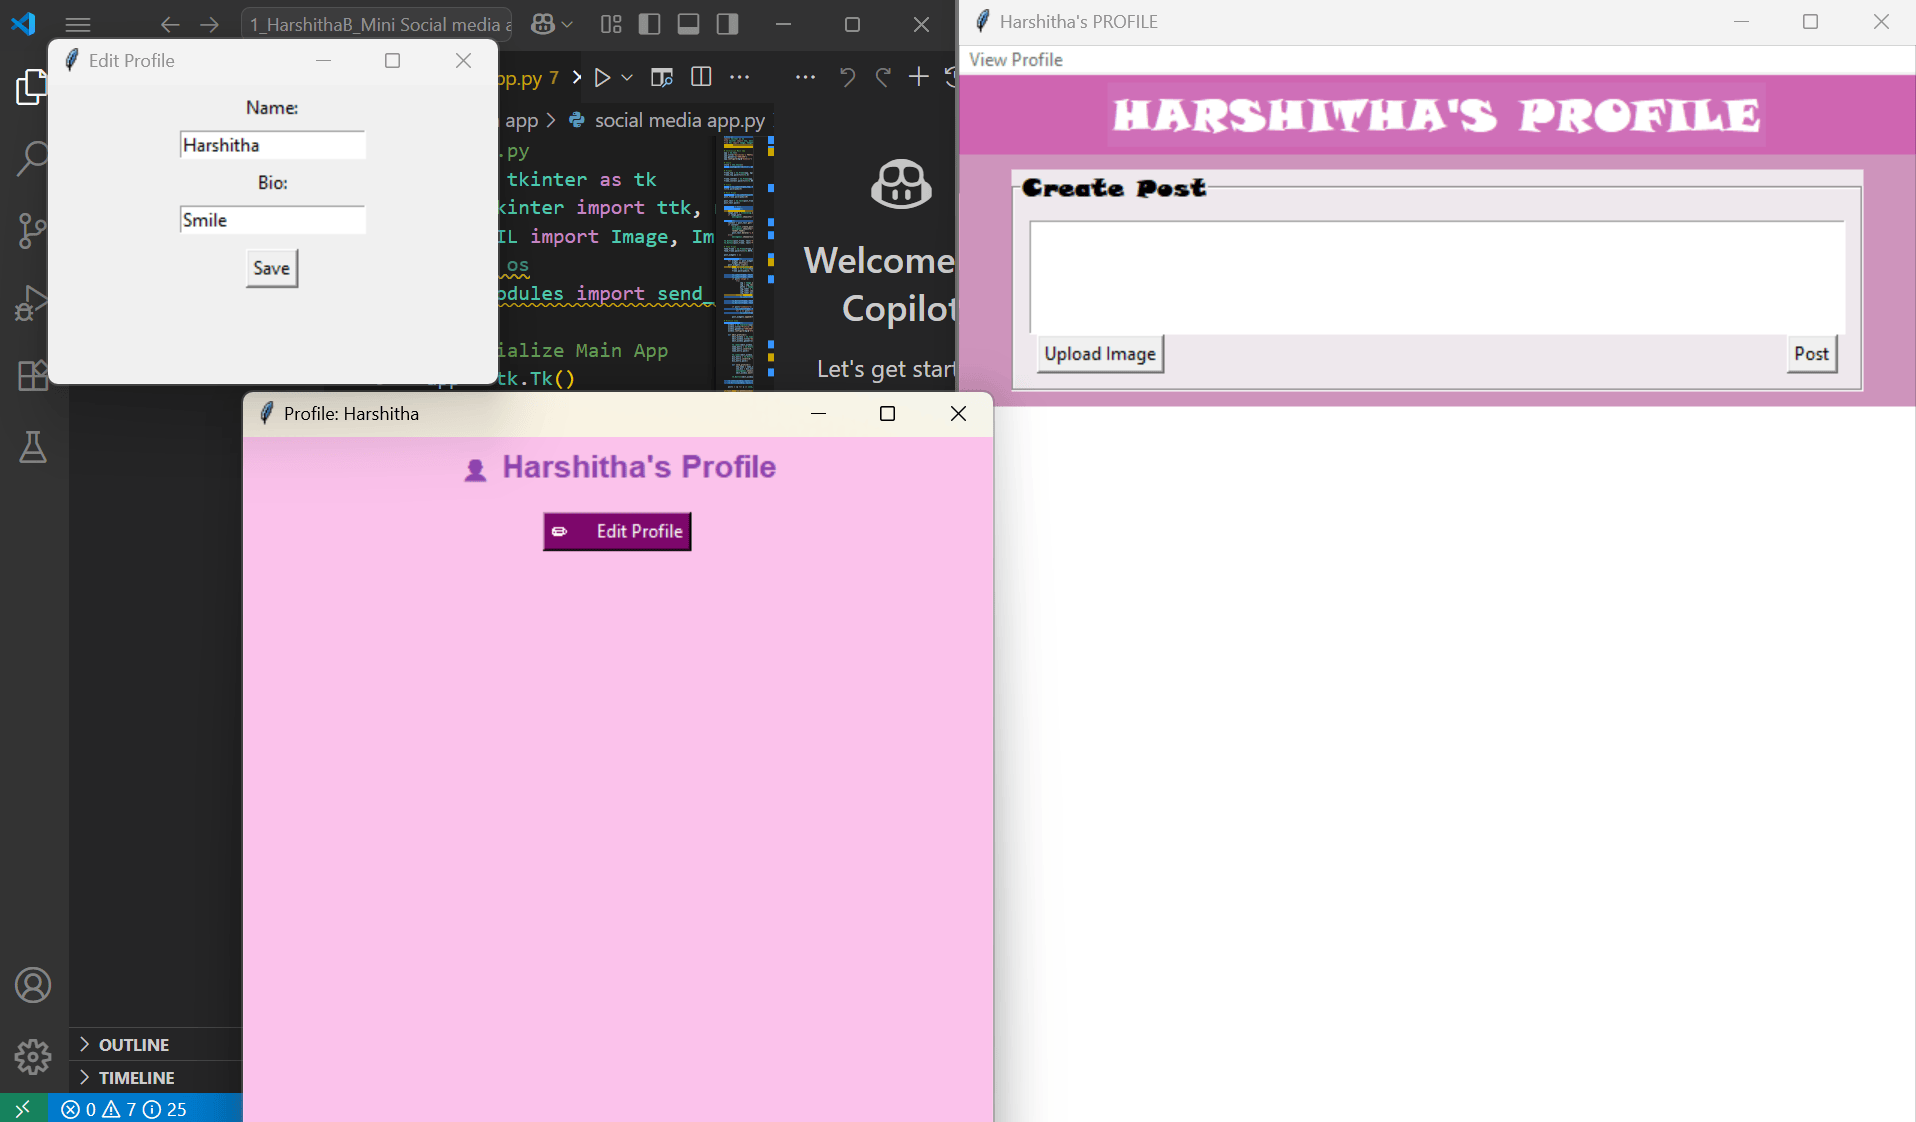 1_HarshithaB_Mini Social media a
Edit Profile
Name:
Harshitha
Bio:
Smile
Save
pp.py 7
app > social media app.py
.py
tkinter as tk
kinter import ttk,
IL import Image, Im
os
odules import send_
ialize Main App
tk.Tk()
Welcome
Copilot
Let's get star
Harshitha's PROFILE
View Profile
HARSHITHA'S PROFILE
Create Post
Upload Image
Post
Profile: Harshitha
Harshitha's Profile
Edit Profile
OUTLINE
TIMELINE
0 7 25